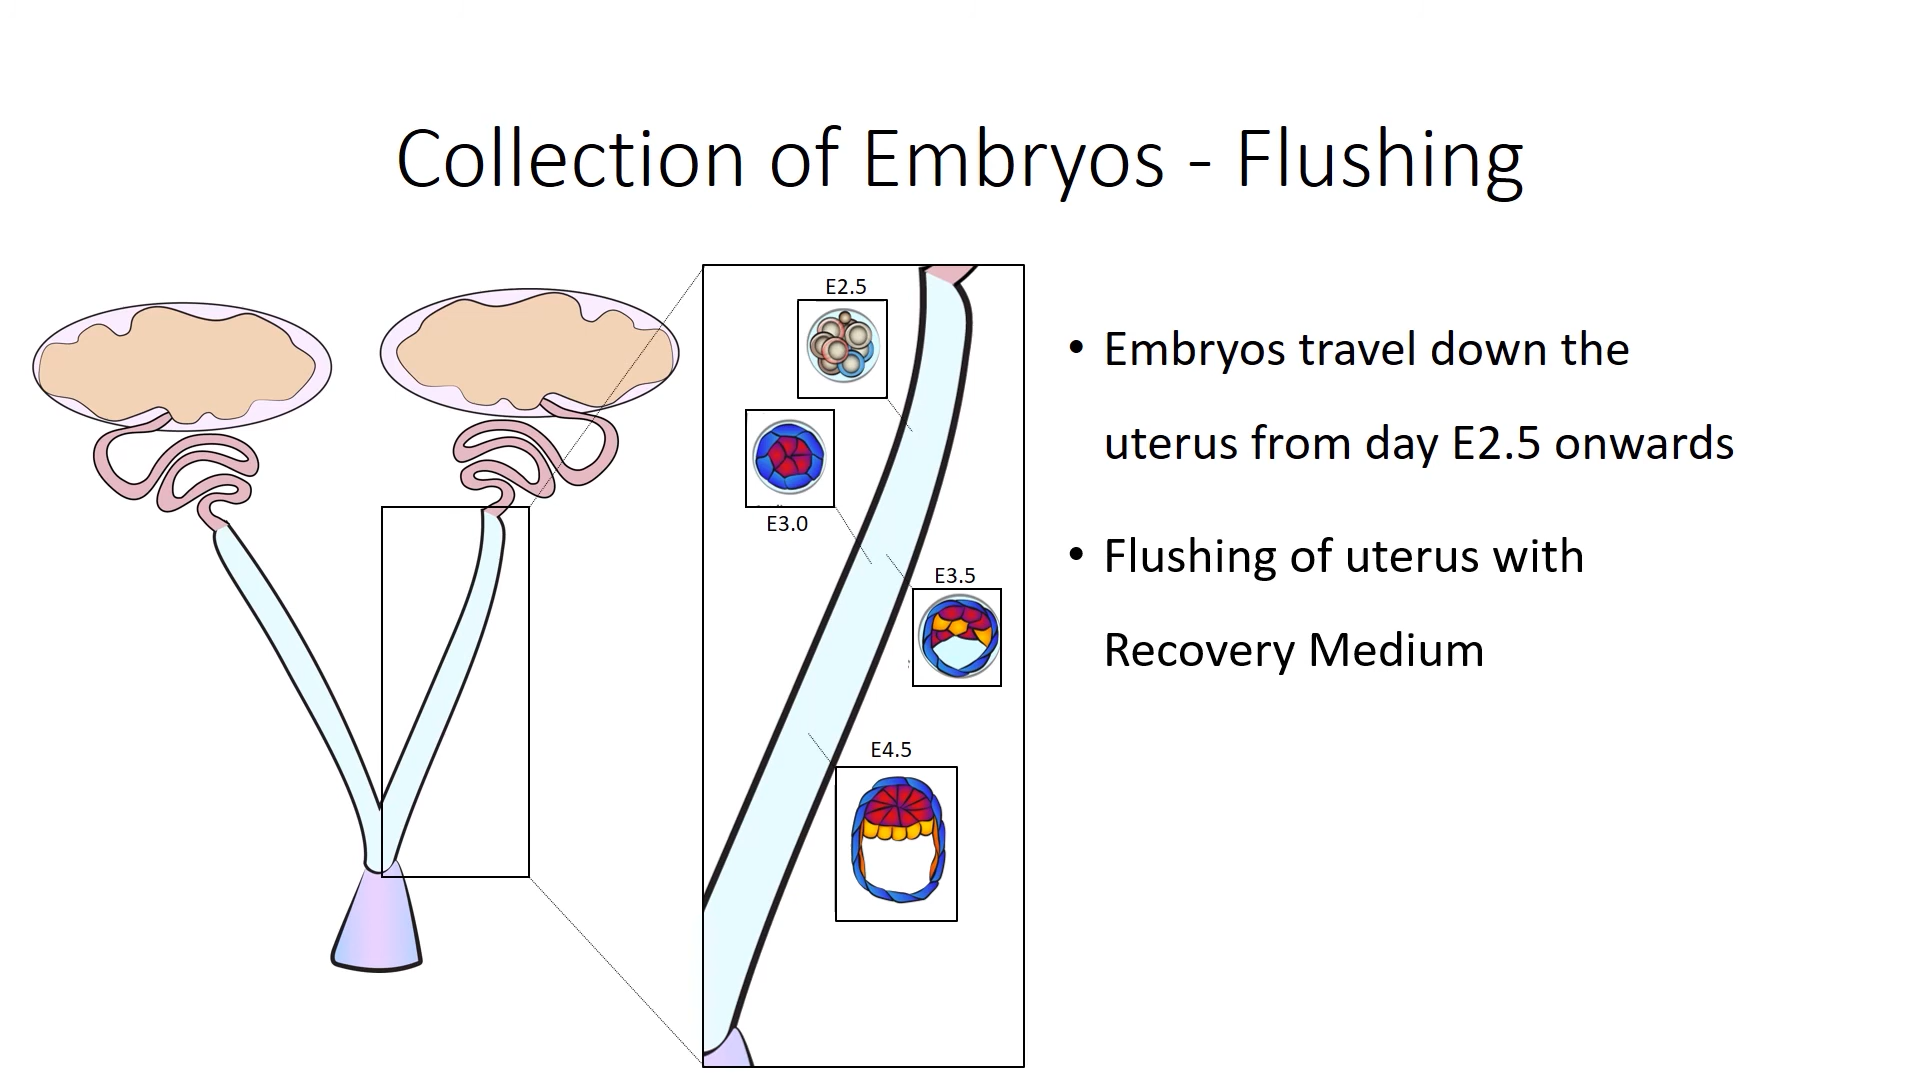 Collection of Embryos - Flushing
E2.5
E3.0
E3.5
E4.5
• Embryos travel down the
uterus from day E2.5 onwards
• Flushing of uterus with
Recovery Medium